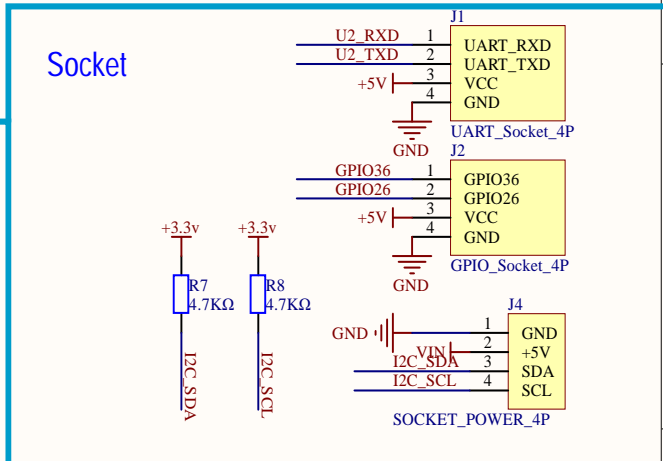 Socket
J1
U2_RXD 1 UART_RXD
U2_TXD 2 UART_TXD
+5V 3 VCC
4 GND
GND
UART_Socket_4P
J2
GPIO36 1 GPIO36
GPIO26 2 GPIO26
+5V 3 VCC
4 GND
GND
GPIO_Socket_4P
+3.3v +3.3v
R7 R8
4.7KΩ 4.7KΩ
I2C_SDA I2C_SCL
J4
GND 1 GND
VIN 2 +5V
I2C_SDA 3 SDA
I2C_SCL 4 SCL
SOCKET_POWER_4P